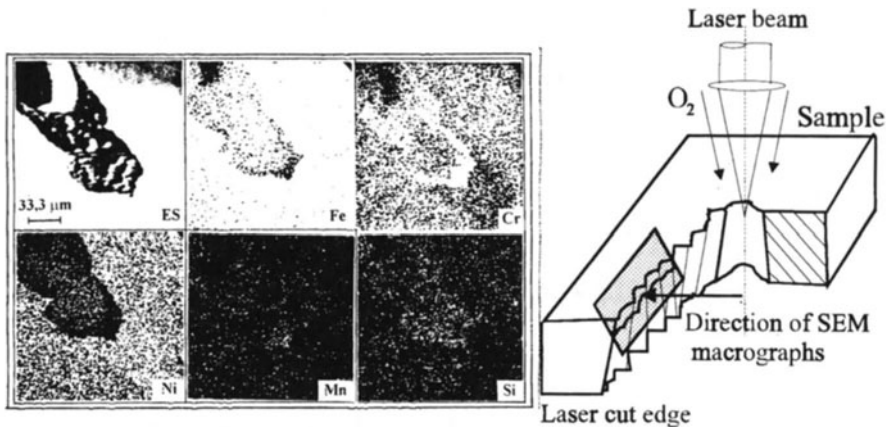 33,3 µm
ES
Fe
Cr
Ni
Mn
Si
Laser beam
O₂
Sample
Direction of SEM
macrographs
Laser cut edge